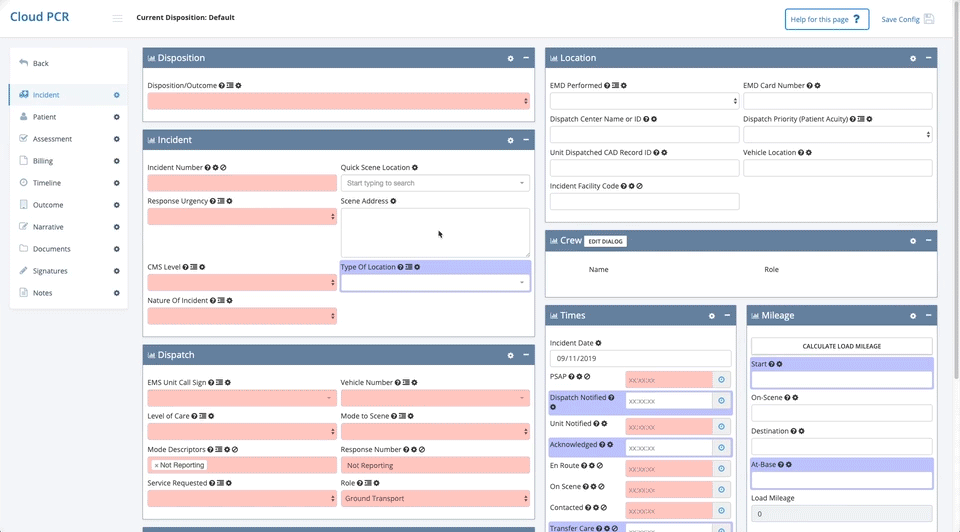 Cloud PCR
Current Disposition: Default
Help for this page ?
Save Config
Back
Incident
Patient
Assessment
Billing
Timeline
Outcome
Narrative
Documents
Signatures
Notes
Disposition
Disposition/Outcome
Incident
Incident Number
Quick Scene Location
Start typing to search
Response Urgency
Scene Address
CMS Level
Type Of Location
Nature Of Incident
Dispatch
EMS Unit Call Sign
Vehicle Number
Level of Care
Mode to Scene
Mode Descriptors
× Not Reporting
Response Number
Not Reporting
Service Requested
Role
Ground Transport
Location
EMD Performed
EMD Card Number
Dispatch Center Name or ID
Dispatch Priority (Patient Acuity)
Unit Dispatched CAD Record ID
Vehicle Location
Incident Facility Code
Crew
EDIT DIALOG
Name
Role
Times
Incident Date
09/11/2019
PSAP
xx:xx:xx
Dispatch Notified
xx:xx:xx
Unit Notified
xx:xx:xx
Acknowledged
xx:xx:xx
En Route
xx:xx:xx
On Scene
xx:xx:xx
Contacted
xx:xx:xx
Transfer Care
xx:xx:xx
Mileage
CALCULATE LOAD MILEAGE
Start
On-Scene
Destination
At-Base
Load Mileage
0